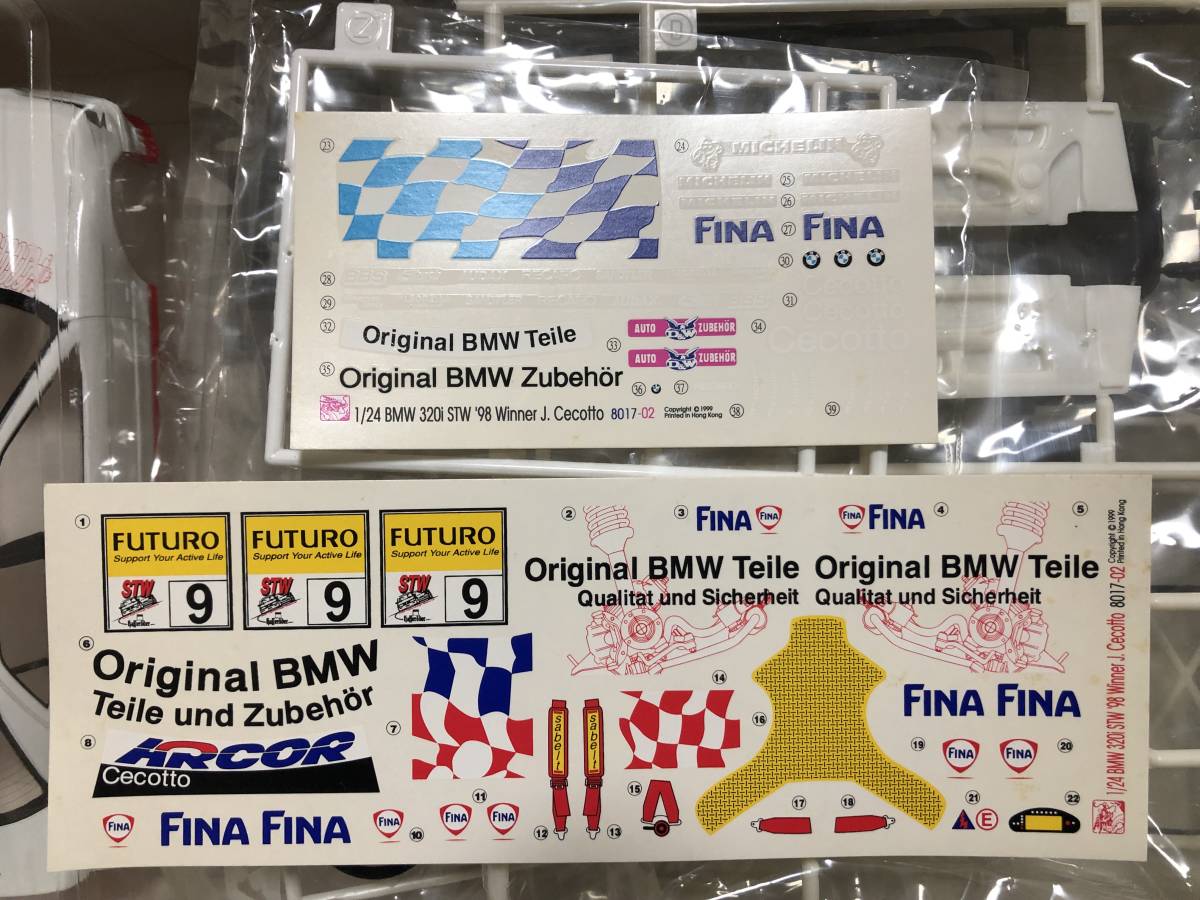 Z
D
23
24
MICHELIN
MICHELIN 25 MICHELIN
MICHELIN 26 MICHELIN
FINA 27 FINA
30
28
29
31 Cecotto
Cecotto
Cecotto
32 Original BMW Teile
33 AUTO D&W ZUBEHÖR 34
AUTO D&W ZUBEHÖR
35 Original BMW Zubehör 36 37
1/24 BMW 320i STW '98 Winner J. Cecotto 8017-02 Copyright © 1999 38 39
Printed in Hong Kong
1
FUTURO FUTURO FUTURO
Support Your Active Life Support Your Active Life Support Your Active Life
STW 9 STW 9 STW 9
2 3 FINA FINA FINA FINA 4 5
Original BMW Teile Original BMW Teile
Qualitat und Sicherheit Qualitat und Sicherheit
6 Original BMW
Teile und Zubehör
7
8 ARCOR
Cecotto
FINA FINA FINA FINA 10 11 FINA FINA
12 sabelt sabelt 13
14
15
16
17 18
FINA FINA
19 FINA FINA 20
21 E 22
1/24 BMW 320i STW '98 Winner J. Cecotto 8017-02 Copyright © 1999
Printed in Hong Kong